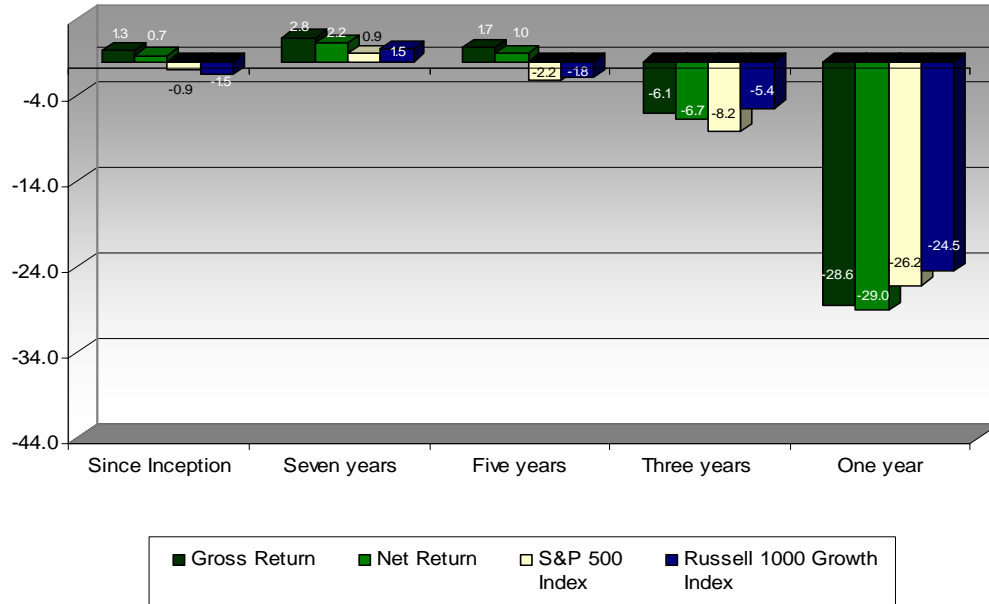 1.3
0.7
-0.9
-1.5
2.8
2.2
0.9
1.5
1.7
1.0
-2.2
-1.8
-6.1
-6.7
-8.2
-5.4
-28.6
-29.0
-26.2
-24.5
-4.0
-14.0
-24.0
-34.0
-44.0
Since Inception
Seven years
Five years
Three years
One year
Gross Return
Net Return
S&P 500
Index
Russell 1000 Growth
Index